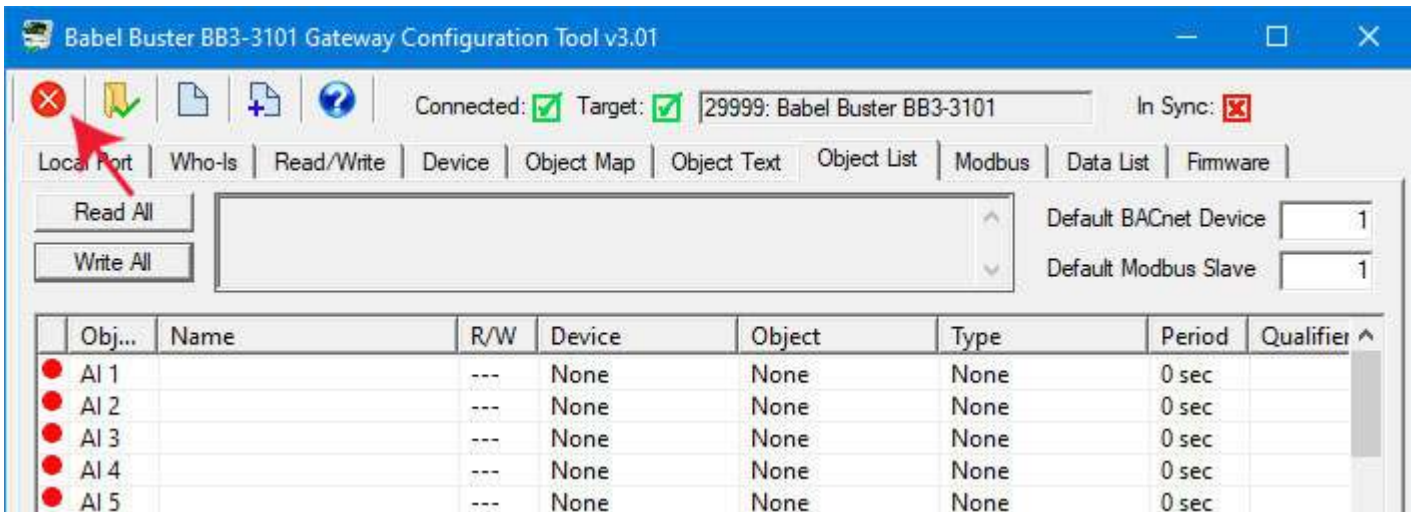 Babel Buster BB3-3101 Gateway Configuration Tool v3.01
Connected: Target: 29999: Babel Buster BB3-3101 In Sync:
Local Port Who-Is Read/Write Device Object Map Object Text Object List Modbus Data List Firmware
Read All Default BACnet Device 1
Write All Default Modbus Slave 1
Obj... Name R/W Device Object Type Period Qualifier
AI 1 --- None None None 0 sec
AI 2 --- None None None 0 sec
AI 3 --- None None None 0 sec
AI 4 --- None None None 0 sec
AI 5 --- None None None 0 sec